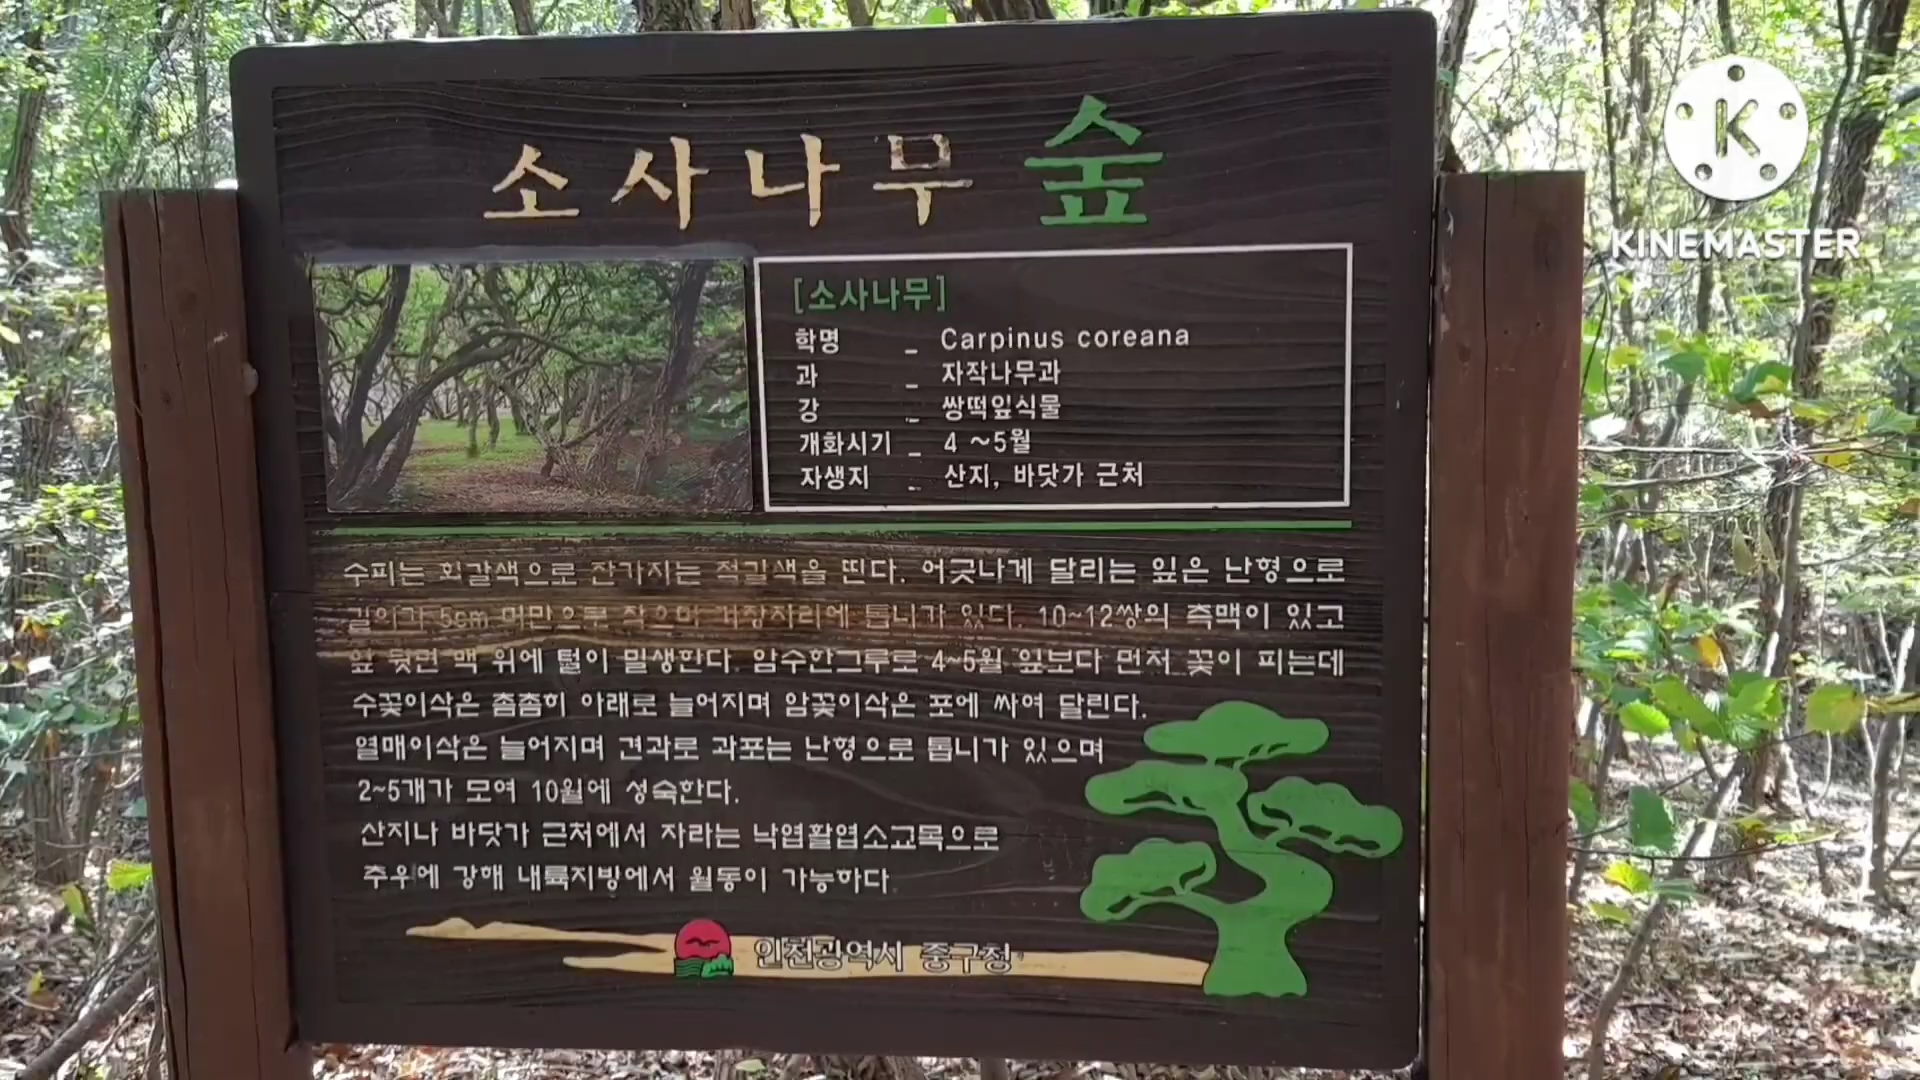 소사나무 숲
[소사나무]
학명 - Carpinus coreana
과 - 자작나무과
강 - 쌍떡잎식물
개화시기 - 4 ~5월
자생지 - 산지, 바닷가 근처
수피는 회갈색으로 잔가지는 적갈색을 띤다. 어긋나게 달리는 잎은 난형으로
길이가 5cm 미만으로 작으며 가장자리에 톱니가 있다. 10~12쌍의 측맥이 있고
잎 뒷면 맥 위에 털이 밀생한다. 암수한그루로 4~5월 잎보다 먼저 꽃이 피는데
수꽃이삭은 촘촘히 아래로 늘어지며 암꽃이삭은 포에 싸여 달린다.
열매이삭은 늘어지며 견과로 과포는 난형으로 톱니가 있으며
2~5개가 모여 10월에 성숙한다.
산지나 바닷가 근처에서 자라는 낙엽활엽소교목으로
추위에 강해 내륙지방에서 월동이 가능하다.
인천광역시 중구청
K
KINEMASTER